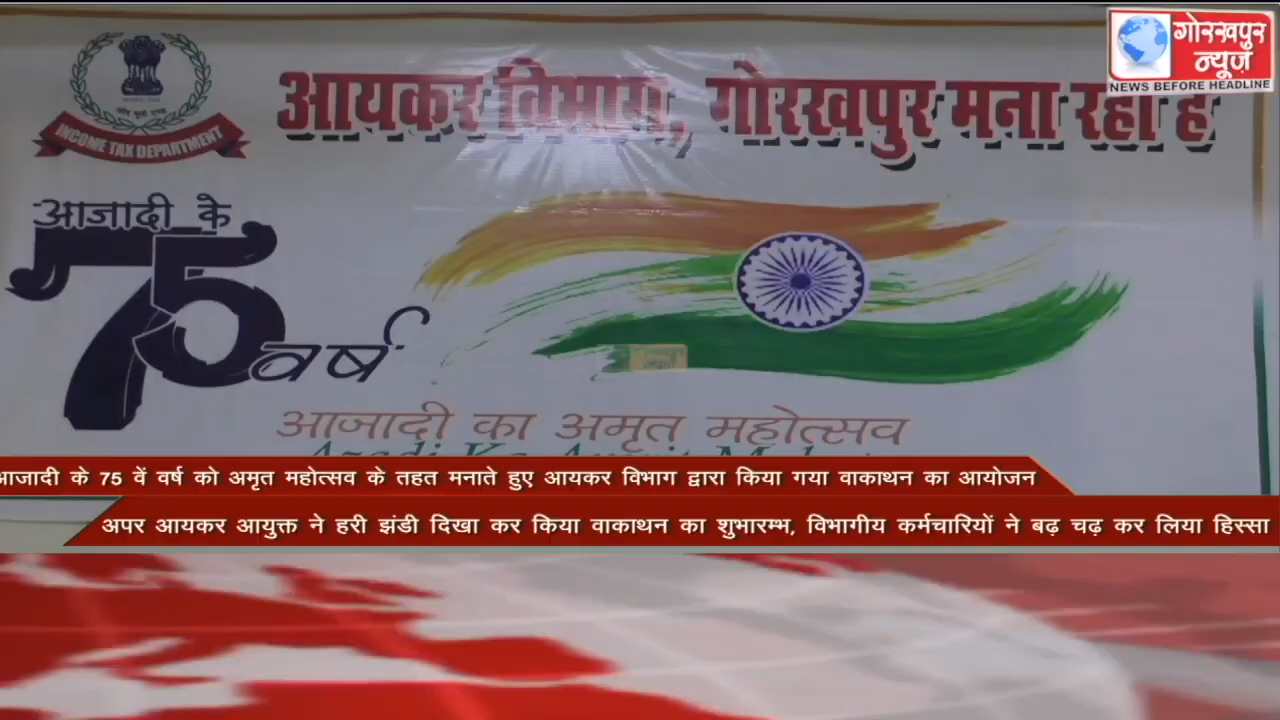 गोरखपुर
न्यूज़
NEWS BEFORE HEADLINE
INCOME TAX DEPARTMENT
आयकर विभाग, गोरखपुर मना रहा है
आजादी के
75 वर्ष
आजादी का अमृत महोत्सव
आजादी के 75 वें वर्ष को अमृत महोत्सव के तहत मनाते हुए आयकर विभाग द्वारा किया गया वाकाथन का आयोजन
अपर आयकर आयुक्त ने हरी झंडी दिखा कर किया वाकाथन का शुभारम्भ, विभागीय कर्मचारियों ने बढ़ चढ़ कर लिया हिस्सा